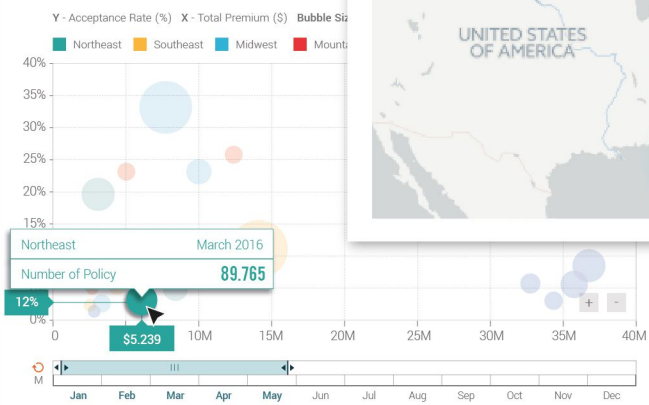 Y - Acceptance Rate (%) X - Total Premium ($) Bubble
Northeast Southeast Midwest
UNITED STATES
OF AMERICA
40%
35%
30%
25%
20%
15%
Northeast March 2016
Number of Policy 89.765
12%
0%
+ -
0 10M 15M 20M 25M 30M 35M 40M
$5.239
M
Jan Feb Mar Apr May Jun Jul Aug Sep Oct Nov Dec